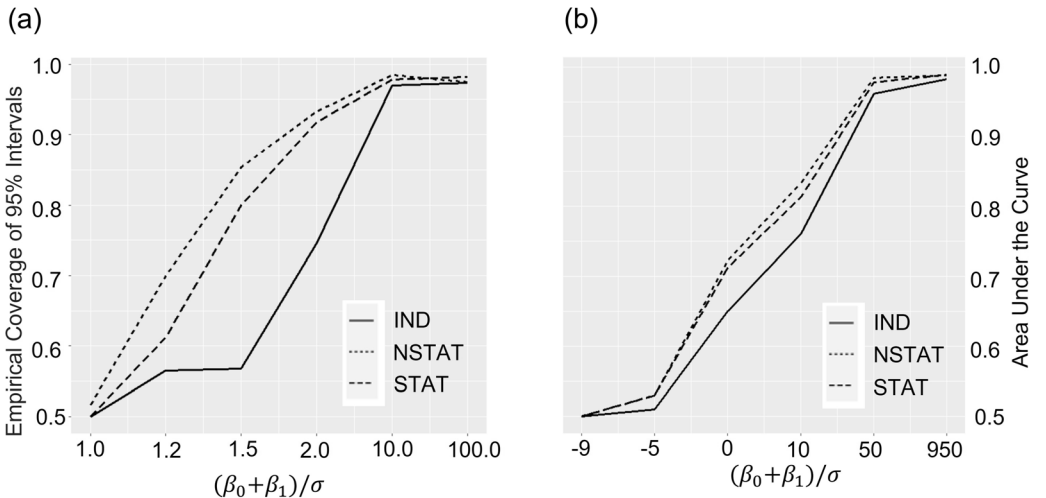 (a)
Empirical Coverage of 95% Intervals
1.0
0.9
0.8
0.7
0.6
0.5
IND
NSTAT
STAT
1.0 1.2 1.5 2.0 10.0 100.0
(β₀+β₁)/σ
(b)
1.0
0.9
0.8
0.7
0.6
0.5
Area Under the Curve
IND
NSTAT
STAT
-9 -5 0 10 50 950
(β₀+β₁)/σ